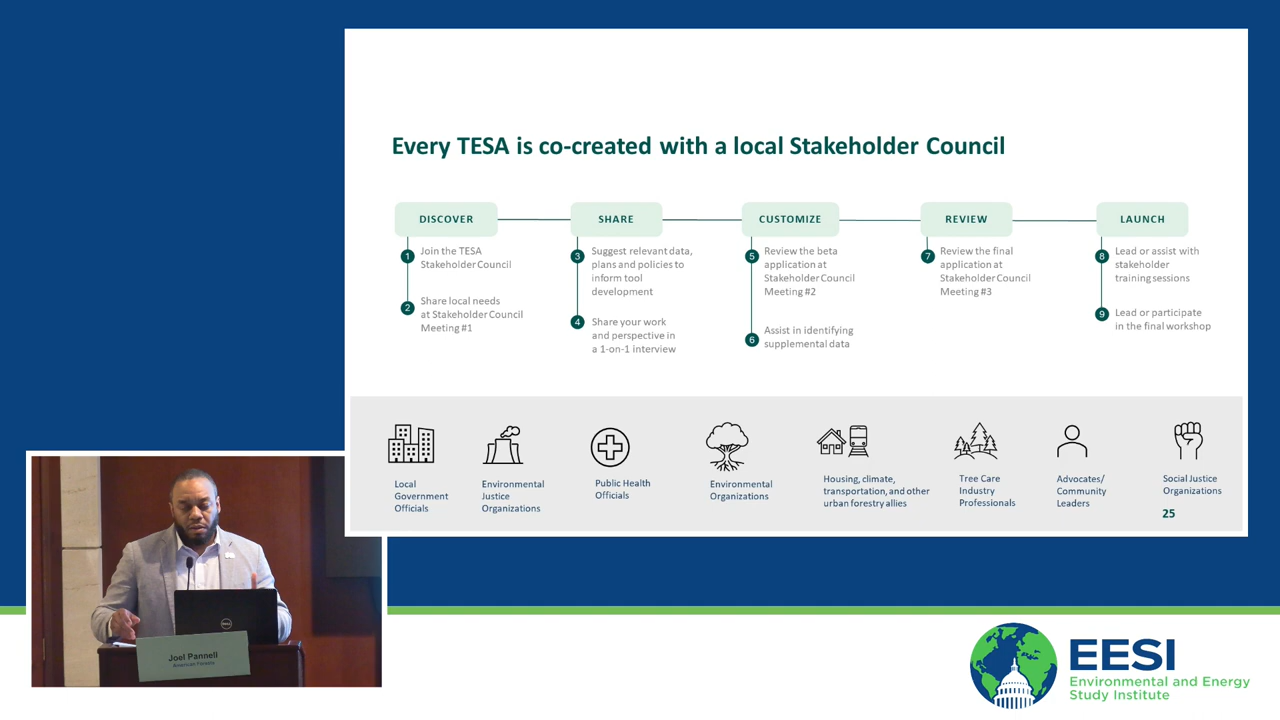 Every TESA is co-created with a local Stakeholder Council
DISCOVER
1
Join the TESA
Stakeholder Council
2
Share local needs
at Stakeholder Council
Meeting #1
SHARE
3
Suggest relevant data,
plans and policies to
inform tool
development
4
Share your work
and perspective in
a 1-on-1 interview
CUSTOMIZE
5
Review the beta
application at
Stakeholder Council
Meeting #2
6
Assist in identifying
supplemental data
REVIEW
7
Review the final
application at
Stakeholder Council
Meeting #3
LAUNCH
8
Lead or assist with
stakeholder
training sessions
9
Lead or participate
in the final workshop
Local
Government
Officials
Environmental
Justice
Organizations
Public Health
Officials
Environmental
Organizations
Housing, climate,
transportation, and other
urban forestry allies
Tree Care
Industry
Professionals
Advocates/
Community
Leaders
Social Justice
Organizations
25
DELL
Joel Pannell
American Forests
EESI
Environmental and Energy
Study Institute